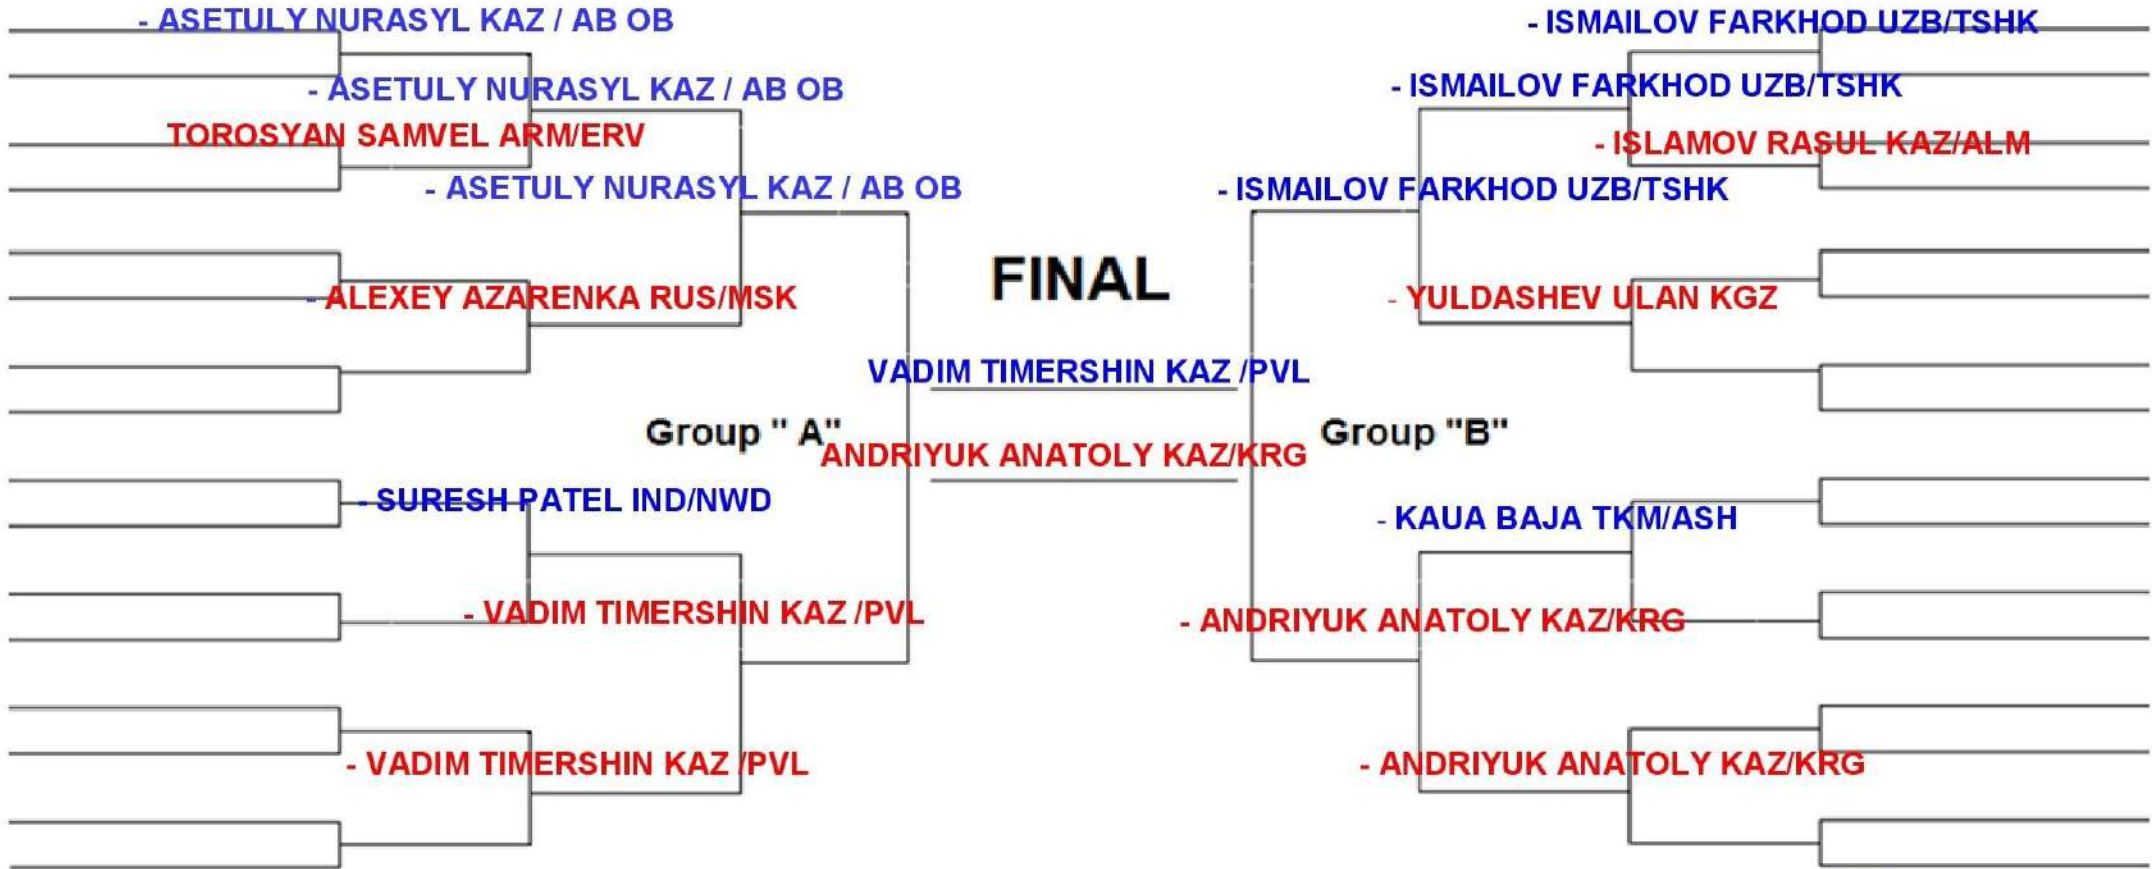 - ASETULY NURASYL KAZ / AB OB
- ASETULY NURASYL KAZ / AB OB
TOROSYAN SAMVEL ARM/ERV
- ASETULY NURASYL KAZ / AB OB
- ALEXEY AZARENKA RUS/MSK
Group " A"
- SURESH PATEL IND/NWD
- VADIM TIMERSHIN KAZ /PVL
- VADIM TIMERSHIN KAZ /PVL
FINAL
VADIM TIMERSHIN KAZ /PVL
ANDRIYUK ANATOLY KAZ/KRG
- ISMAILOV FARKHOD UZB/TSHK
- ISMAILOV FARKHOD UZB/TSHK
- ISLAMOV RASUL KAZ/ALM
- ISMAILOV FARKHOD UZB/TSHK
- YULDASHEV ULAN KGZ
Group "B"
- KAUA BAJA TKM/ASH
- ANDRIYUK ANATOLY KAZ/KRG
- ANDRIYUK ANATOLY KAZ/KRG